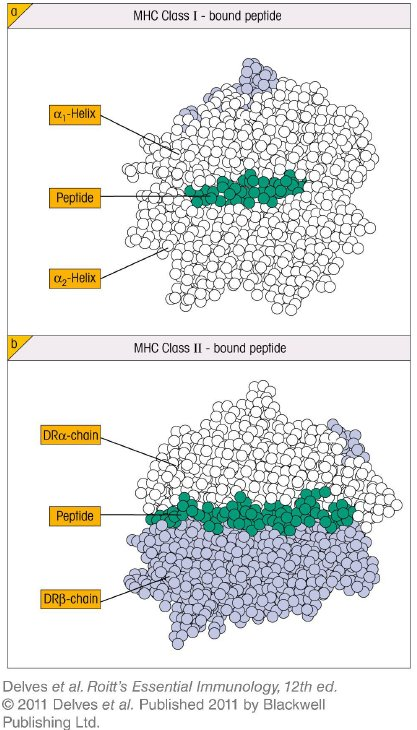 a
MHC Class I - bound peptide
α1-Helix
Peptide
α2-Helix
b
MHC Class II - bound peptide
DRα-chain
Peptide
DRβ-chain
Delves et al. Roitt's Essential Immunology, 12th ed.
© 2011 Delves et al. Published 2011 by Blackwell
Publishing Ltd.